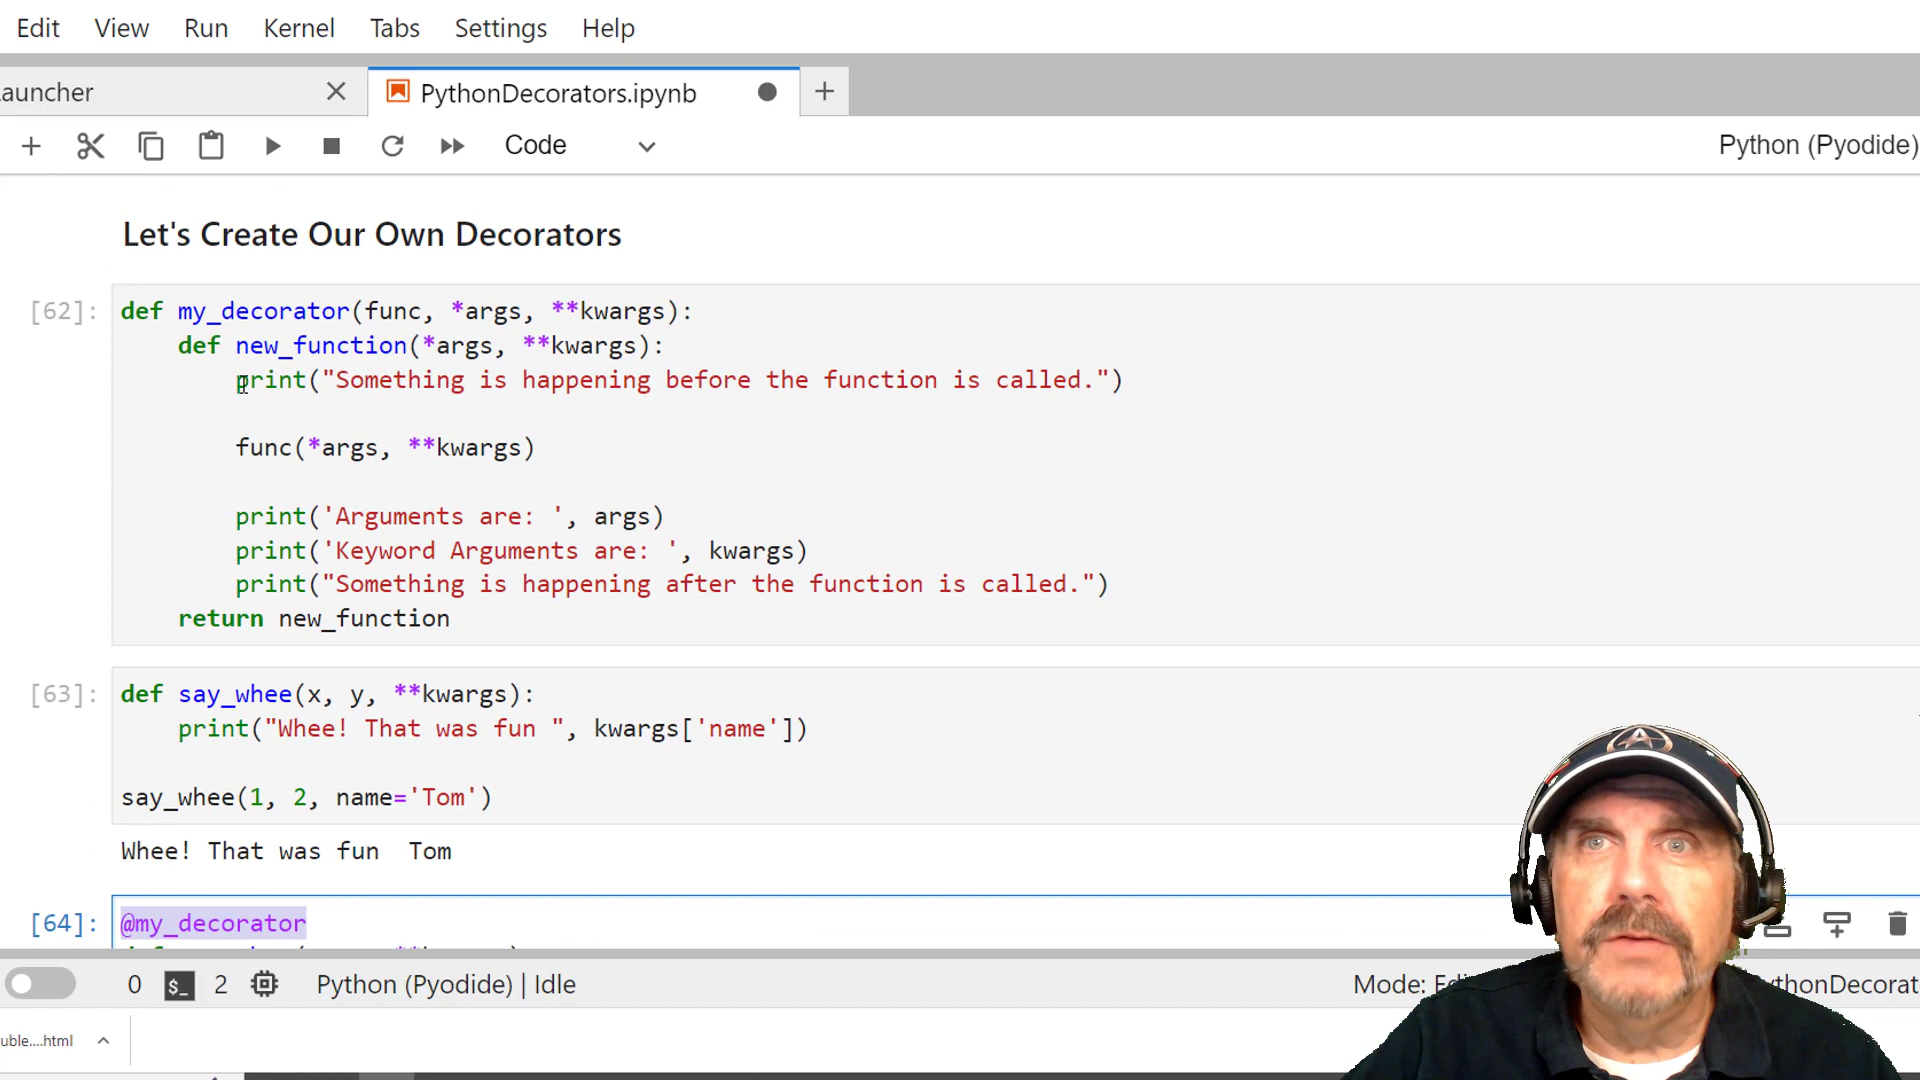 Edit View Run Kernel Tabs Settings Help
auncher PythonDecorators.ipynb
Code Python (Pyodide)
Let's Create Our Own Decorators
[62]: def my_decorator(func, *args, **kwargs):
def new_function(*args, **kwargs):
print("Something is happening before the function is called.")
func(*args, **kwargs)
print('Arguments are: ', args)
print('Keyword Arguments are: ', kwargs)
print("Something is happening after the function is called.")
return new_function
[63]: def say_whee(x, y, **kwargs):
print("Whee! That was fun ", kwargs['name'])
say_whee(1, 2, name='Tom')
Whee! That was fun  Tom
[64]: @my_decorator
0 $_ 2 Python (Pyodide) | Idle Mode: thonDecorat
uble....html